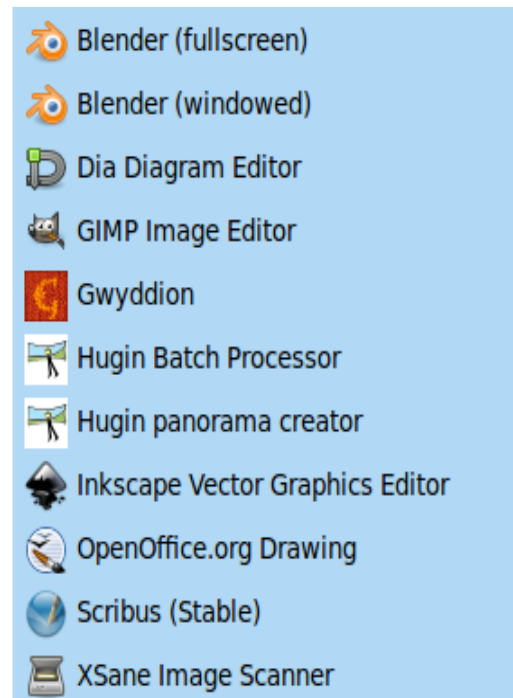 Blender (fullscreen)
Blender (windowed)
Dia Diagram Editor
GIMP Image Editor
Gwyddion
Hugin Batch Processor
Hugin panorama creator
Inkscape Vector Graphics Editor
OpenOffice.org Drawing
Scribus (Stable)
XSane Image Scanner